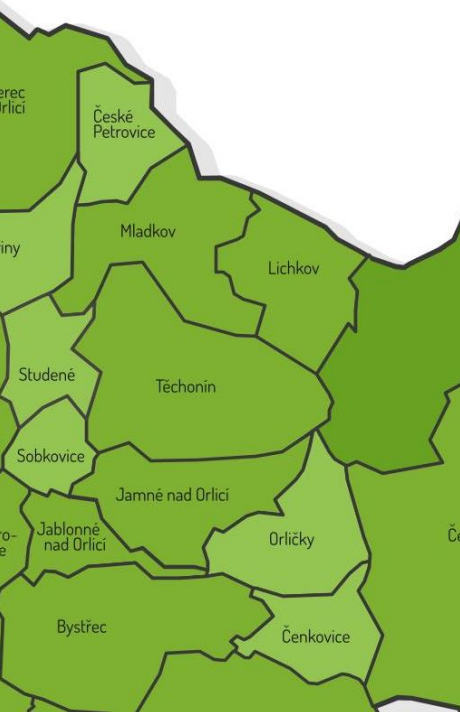 České
Petrovice
Mladkov
Lichkov
Studené
Těchonín
Sobkovice
Jamné nad Orlicí
Jablonné
nad Orlicí
Orličky
Bystřec
Čenkovice